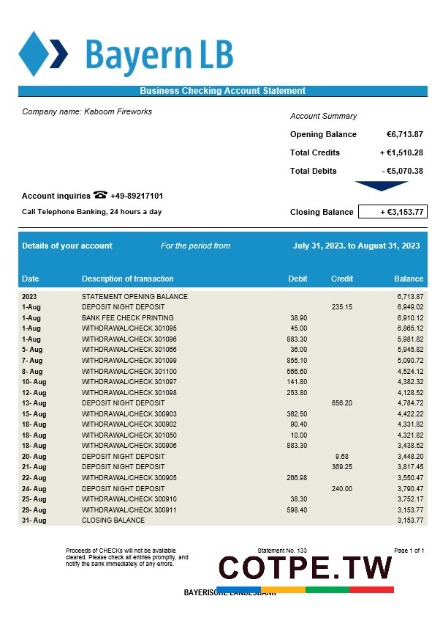 Bayern LB
Business Checking Account Statement
Company name: Kaboom Fireworks
Account Summary
Opening Balance €6,713.87
Total Credits + €1,510.28
Total Debits - €5,070.38
Account inquiries ☎ +49-89217101
Call Telephone Banking, 24 hours a day
Closing Balance + €3,153.77
Details of your account For the period from July 31, 2023. to August 31, 2023
Date Description of transaction Debit Credit Balance
2023 STATEMENT OPENING BALANCE 6,713.87
1-Aug DEPOSIT NIGHT DEPOSIT 235.15 6,949.02
1-Aug BANK FEE CHECK PRINTING 38.90 6,910.12
1-Aug WITHDRAWAL/CHECK 301095 45.00 6,865.12
1-Aug WITHDRAWAL/CHECK 301096 883.30 5,981.82
5- Aug WITHDRAWAL/CHECK 301066 36.00 5,945.82
7- Aug WITHDRAWAL/CHECK 301099 855.10 5,090.72
8- Aug WITHDRAWAL/CHECK 301100 666.60 4,524.12
10- Aug WITHDRAWAL/CHECK 301097 141.80 4,382.32
12- Aug WITHDRAWAL/CHECK 301098 253.80 4,128.52
13- Aug DEPOSIT NIGHT DEPOSIT 656.20 4,784.72
15- Aug WITHDRAWAL/CHECK 300903 362.50 4,422.22
18- Aug WITHDRAWAL/CHECK 300902 90.40 4,331.82
18- Aug WITHDRAWAL/CHECK 301050 10.00 4,321.82
18- Aug WITHDRAWAL/CHECK 300906 883.30 3,438.52
20- Aug DEPOSIT NIGHT DEPOSIT 9.68 3,448.20
21- Aug DEPOSIT NIGHT DEPOSIT 369.25 3,817.45
22- Aug WITHDRAWAL/CHECK 300905 266.98 3,550.47
24- Aug DEPOSIT NIGHT DEPOSIT 240.00 3,790.47
25- Aug WITHDRAWAL/CHECK 300910 38.30 3,752.17
29- Aug WITHDRAWAL/CHECK 300911 598.40 3,153.77
31- Aug CLOSING BALANCE 3,153.77
Proceeds of CHECKs will not be available
cleared. Please check all entries promptly, and
notify the bank immediately of any errors.
Statement No. 133
Page 1 of 1
COTPE.TW
BAYERISCHE LANDESBANK